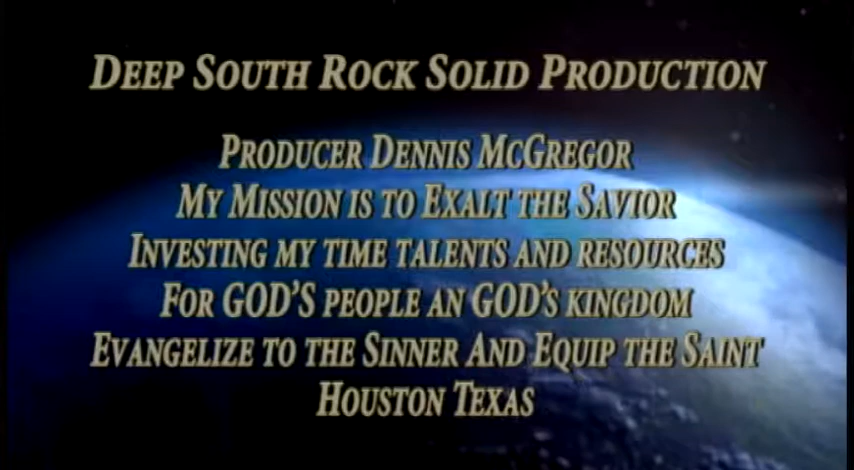 Deep South Rock Solid Production
Producer Dennis McGregor
My Mission is to Exalt the Savior
Investing my time talents and resources
For GOD'S people an GOD's kingdom
Evangelize to the Sinner And Equip the Saint
Houston Texas